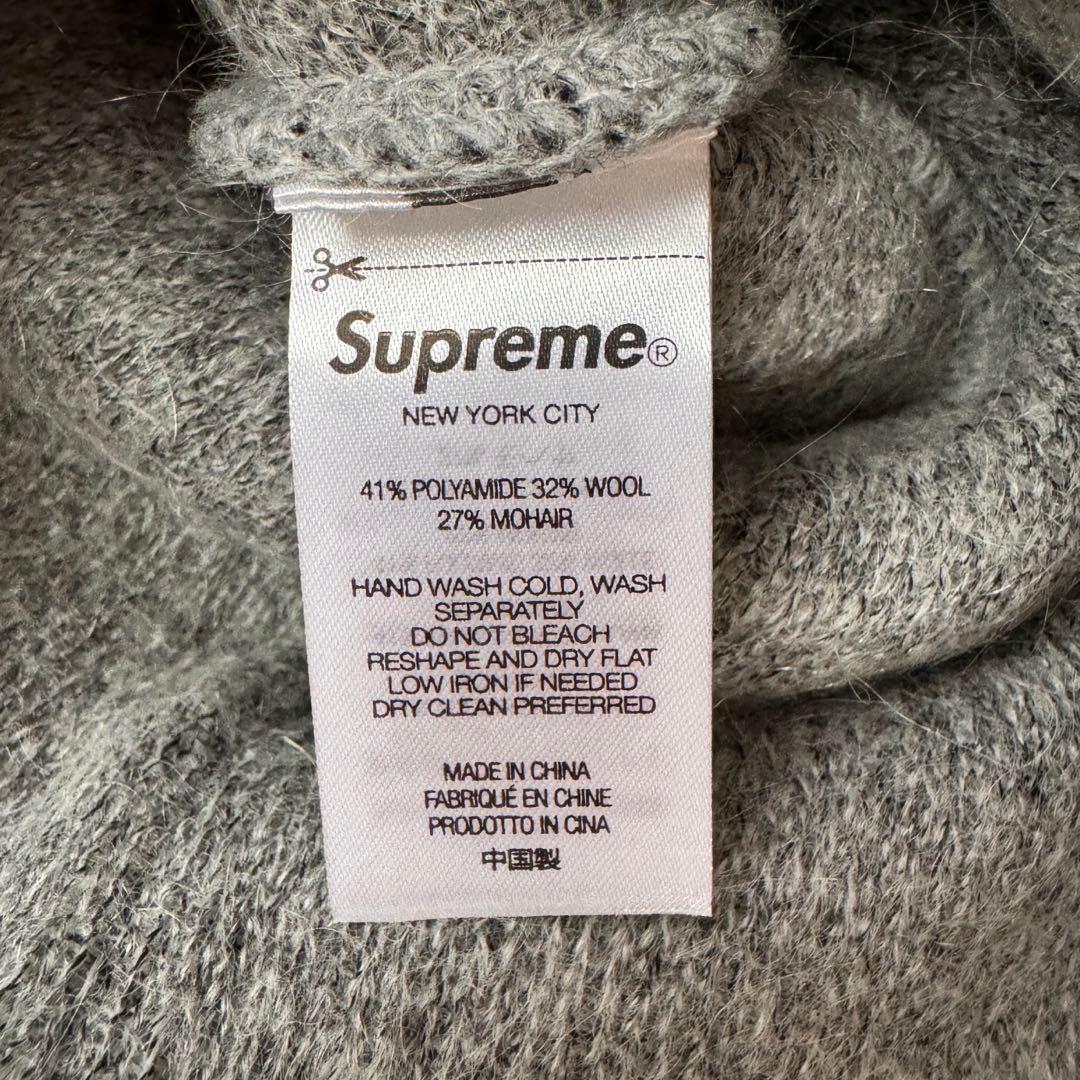 Supreme®
NEW YORK CITY
41% POLYAMIDE 32% WOOL
27% MOHAIR
HAND WASH COLD, WASH
SEPARATELY
DO NOT BLEACH
RESHAPE AND DRY FLAT
LOW IRON IF NEEDED
DRY CLEAN PREFERRED
MADE IN CHINA
FABRIQUÉ EN CHINE
PRODOTTO IN CINA
中国製